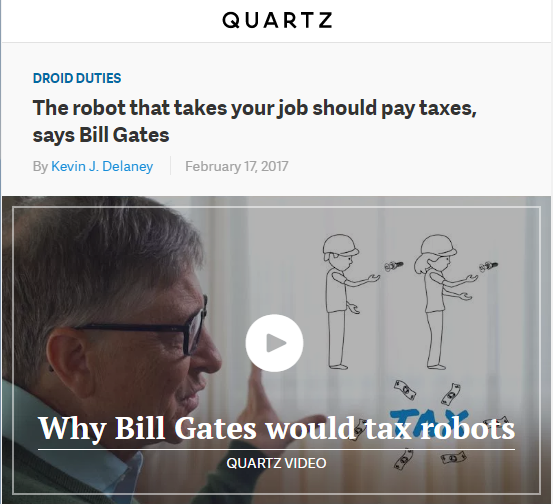 QUARTZ
DROID DUTIES
The robot that takes your job should pay taxes,
says Bill Gates
By Kevin J. Delaney
February 17, 2017
TAX
Why Bill Gates would tax robots
QUARTZ VIDEO